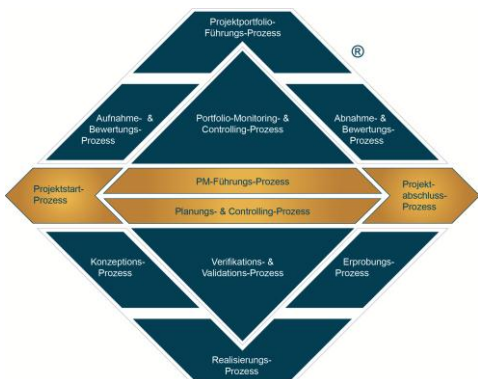 Projektportfolio-
Führungs-Prozess
®
Aufnahme- &
Bewertungs-
Prozess
Portfolio-Monitoring- &
Controlling-Prozess
Abnahme- &
Bewertungs-
Prozess
Projektstart-
Prozess
PM-Führungs-Prozess
Planungs- & Controlling-Prozess
Projekt-
abschluss-
Prozess
Konzeptions-
Prozess
Verifikations- &
Validations-Prozess
Erprobungs-
Prozess
Realisierungs-
Prozess